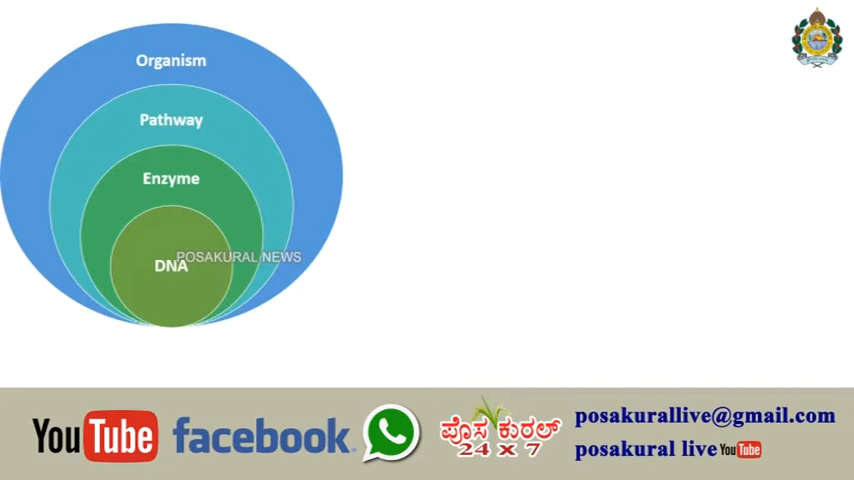 Organism
Pathway
Enzyme
POSAKURAL NEWS
DNA
YouTube
facebook
ಪೊಸ ಕುರಲ್
24 x 7
posakurallive@gmail.com
posakural live YouTube